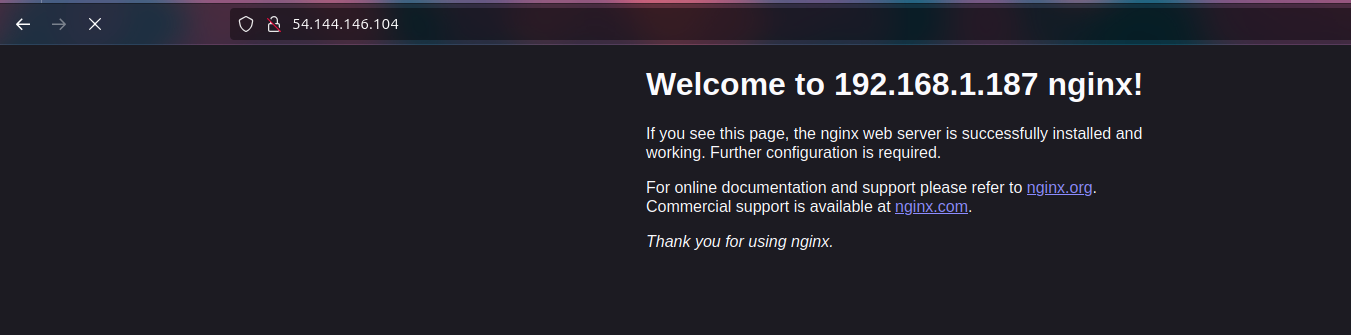 54.144.146.104
Welcome to 192.168.1.187 nginx!
If you see this page, the nginx web server is successfully installed and
working. Further configuration is required.
For online documentation and support please refer to nginx.org.
Commercial support is available at nginx.com.
Thank you for using nginx.